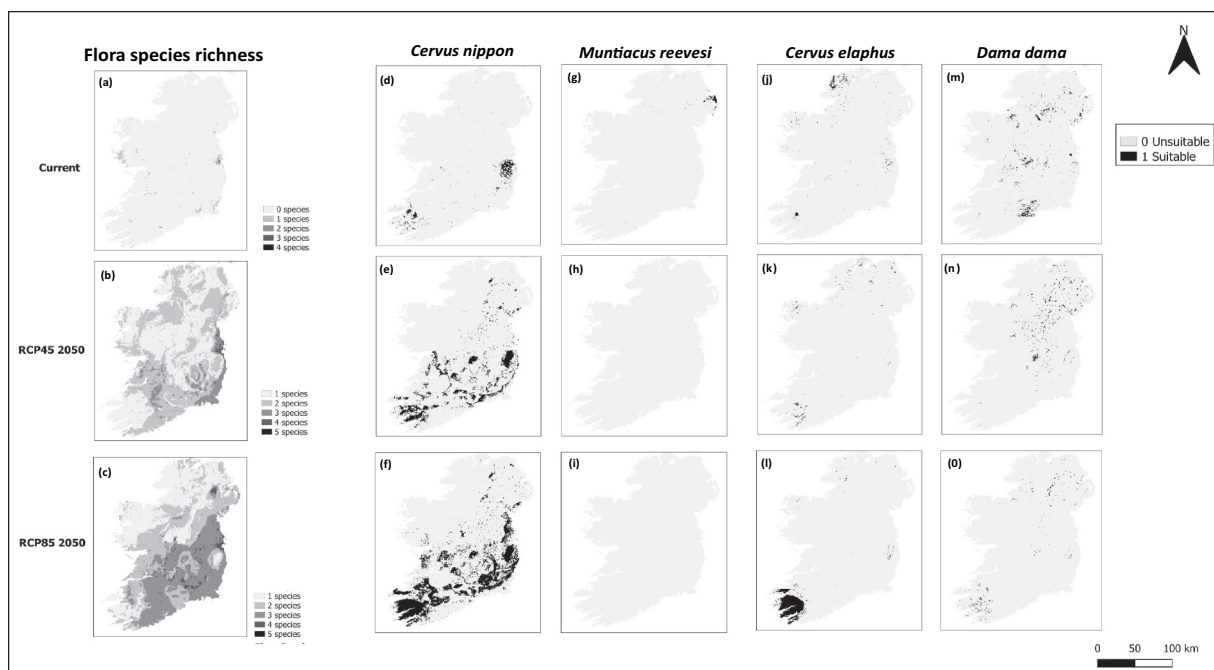 N
Flora species richness
Cervus nippon
Muntiacus reevesi
Cervus elaphus
Dama dama
(a)
(d)
(g)
(j)
(m)
0 Unsuitable
1 Suitable
Current
0 species
1 species
2 species
3 species
4 species
(b)
(e)
(h)
(k)
(n)
RCP45 2050
1 species
2 species
3 species
4 species
5 species
(c)
(f)
(i)
(l)
(0)
RCP85 2050
1 species
2 species
3 species
4 species
5 species
0 50 100 km